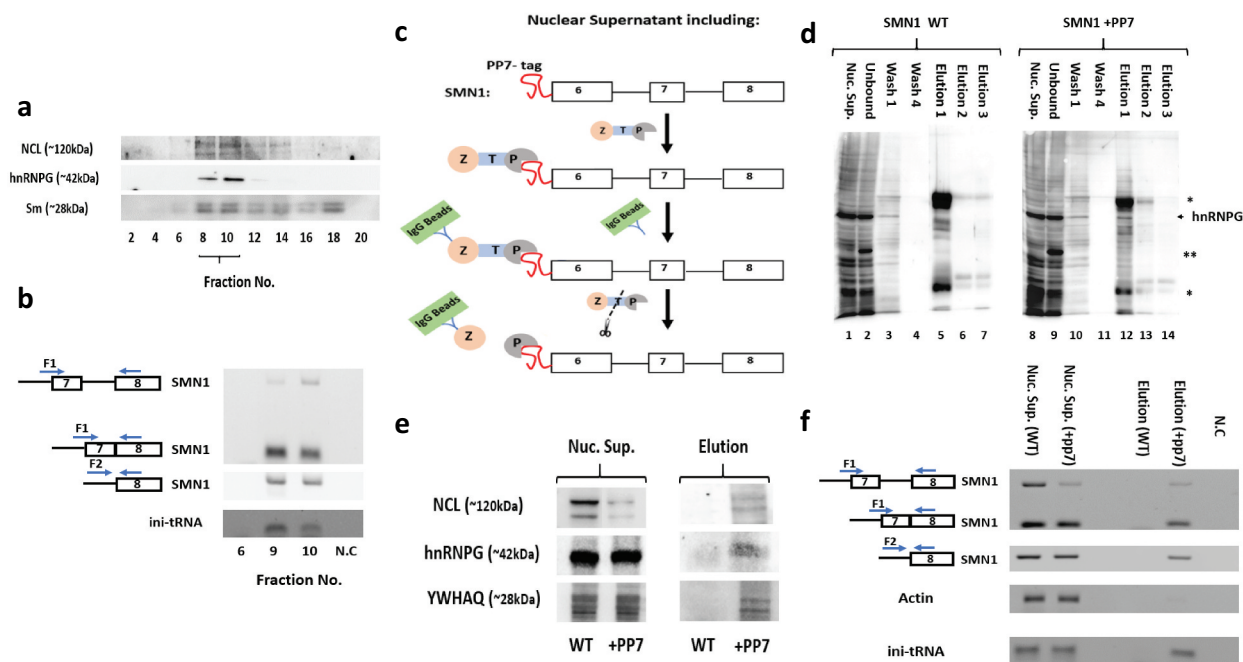 a
NCL (~120kDa)
hnRNPG (~42kDa)
Sm (~28kDa)
2 4 6 8 10 12 14 16 18 20
Fraction No.
b
F1
7 8 SMN1
F1
7 8 SMN1
F2
8 SMN1
ini-tRNA
6 9 10 N.C
Fraction No.
c
Nuclear Supernatant including:
PP7- tag
SMN1:
6 7 8
Z T P
Z T P
6 7 8
IgG Beads
IgG Beads
Z T P
6 7 8
Z T P
IgG Beads
Z
P
6 7 8
d
SMN1 WT
SMN1 +PP7
Nuc. Sup.
Unbound
Wash 1
Wash 4
Elution 1
Elution 2
Elution 3
Nuc. Sup.
Unbound
Wash 1
Wash 4
Elution 1
Elution 2
Elution 3
*
hnRNPG
**
*
1 2 3 4 5 6 7
8 9 10 11 12 13 14
e
Nuc. Sup.
Elution
NCL (~120kDa)
hnRNPG (~42kDa)
YWHAQ (~28kDa)
WT +PP7
WT +PP7
f
Nuc. Sup. (WT)
Nuc. Sup. (+pp7)
Elution (WT)
Elution (+pp7)
N.C
F1
7 8 SMN1
F1
7 8 SMN1
F2
8 SMN1
Actin
ini-tRNA